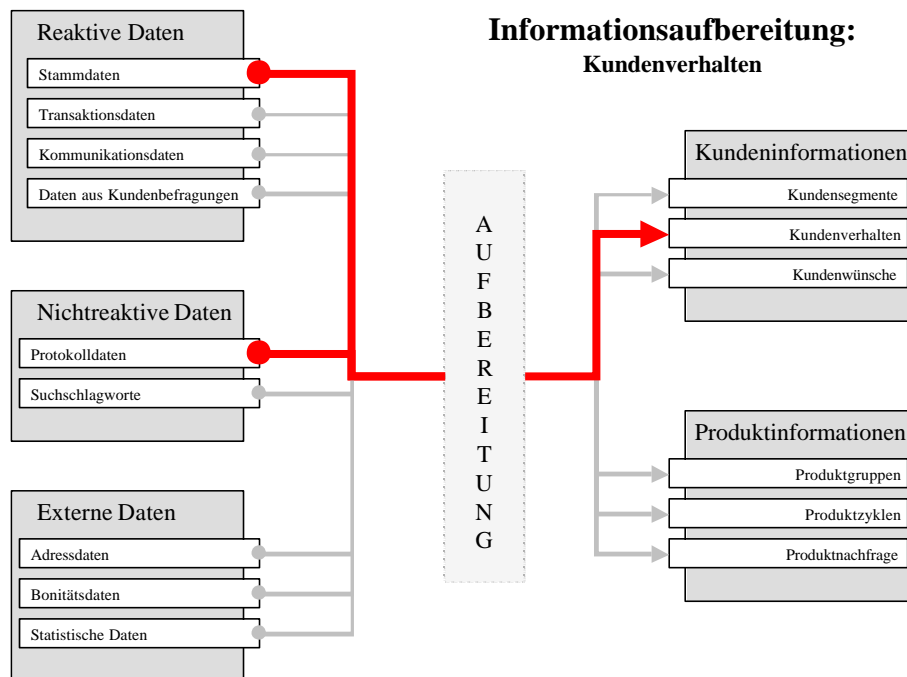 Informationsaufbereitung:
Kundenverhalten
Reaktive Daten
Stammdaten
Transaktionsdaten
Kommunikationsdaten
Daten aus Kundenbefragungen
Nichtreaktive Daten
Protokolldaten
Suchschlagworte
Externe Daten
Adressdaten
Bonitätsdaten
Statistische Daten
A
U
F
B
E
R
E
I
T
U
N
G
Kundeninformationen
Kundensegmente
Kundenverhalten
Kundenwünsche
Produktinformationen
Produktgruppen
Produktzyklen
Produktnachfrage